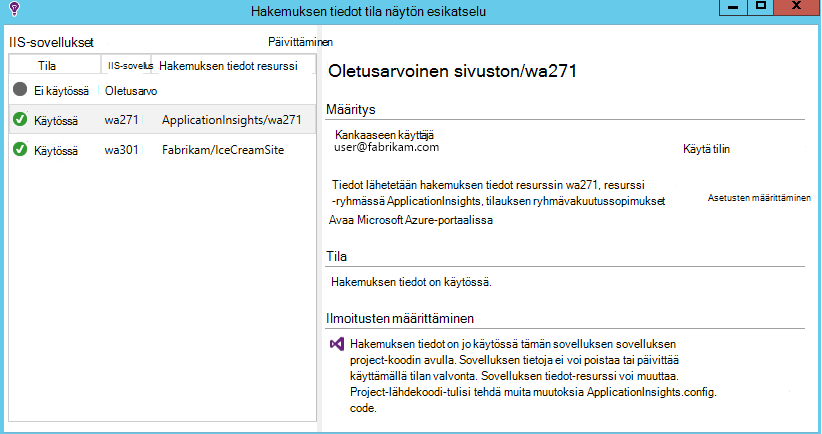 Hakemuksen tiedot tila näytön esikatselu
IIS-sovellukset Päivittäminen
Tila IIS-sovellus Hakemuksen tiedot resurssi
Ei käytössä Oletusarvo
Käytössä wa271 ApplicationInsights/wa271
Käytössä wa301 Fabrikam/IceCreamSite
Oletusarvoinen sivuston/wa271
Määritys
Kankaaseen käyttäjä
user@fabrikam.com
Käytä tilin
Tiedot lähetetään hakemuksen tiedot resurssin wa271, resurssi
-ryhmässä ApplicationInsights, tilauksen ryhmävakuutussopimukset
Asetusten määrittäminen
Avaa Microsoft Azure-portaalissa
Tila
Hakemuksen tiedot on käytössä.
Ilmoitusten määrittäminen
Hakemuksen tiedot on jo käytössä tämän sovelluksen sovelluksen
project-koodin avulla. Sovelluksen tietoja ei voi poistaa tai päivittää
käyttämällä tilan valvonta. Sovelluksen tiedot-resurssi voi muuttaa.
Project-lähdekoodi-tulisi tehdä muita muutoksia ApplicationInsights.config.
code.